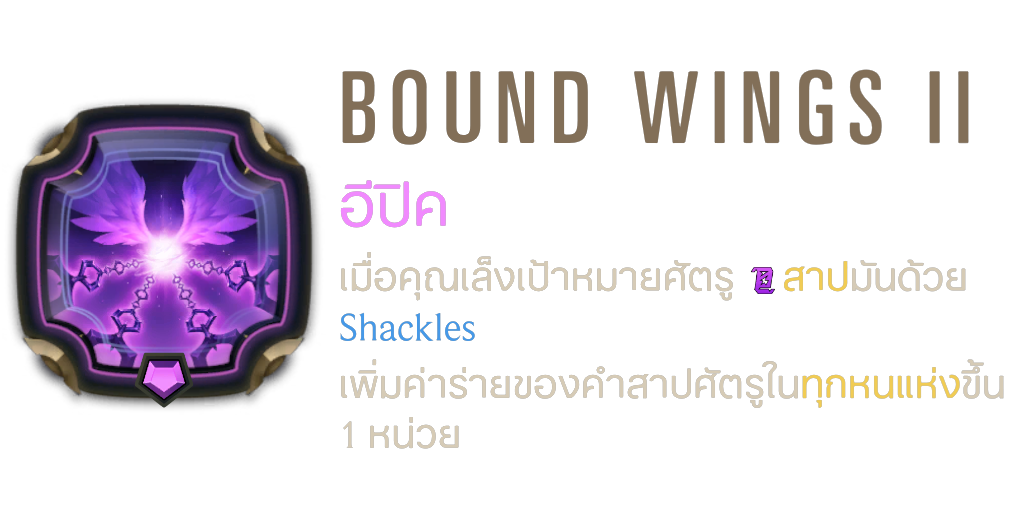 BOUND WINGS II
อีปิค
เมื่อคุณเล็งเป้าหมายศัตรู สาปมันด้วย
Shackles
เพิ่มค่าร่ายของคำสาปศัตรูในทุกหนแห่งขึ้น
1 หน่วย